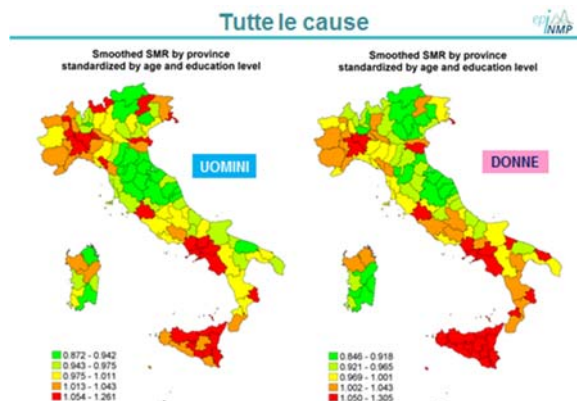 Tutte le cause
epi
NMP
Smoothed SMR by province
standardized by age and education level
UOMINI
0.872 - 0.942
0.943 - 0.975
0.975 - 1.011
1.013 - 1.043
1.054 - 1.261
Smoothed SMR by province
standardized by age and education level
DONNE
0.846 - 0.918
0.921 - 0.965
0.969 - 1.001
1.002 - 1.043
1.050 - 1.305